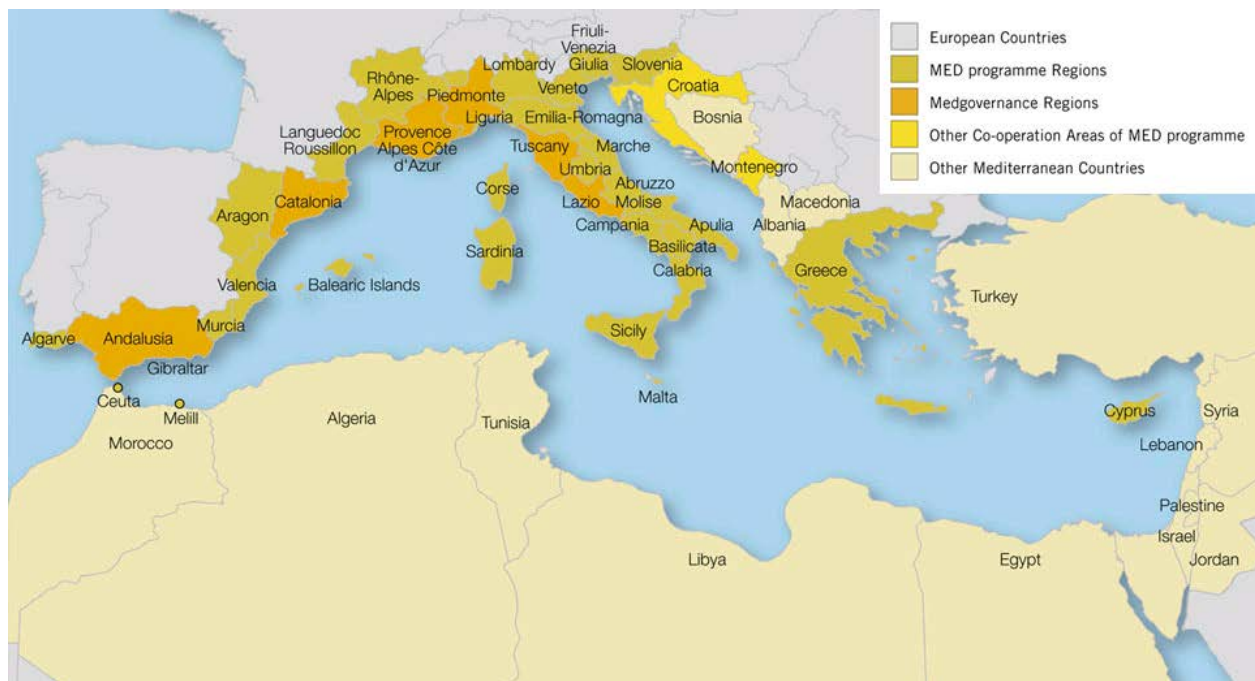 European Countries
MED programme Regions
Medgovernance Regions
Other Co-operation Areas of MED programme
Other Mediterranean Countries
Friuli-
Venezia
Giulia
Lombardy
Slovenia
Rhône-
Alpes
Veneto
Croatia
Piedmonte
Liguria
Emilia-Romagna
Bosnia
Languedoc
Roussillon
Provence
Alpes Côte
d'Azur
Tuscany
Marche
Umbria
Montenegro
Corse
Abruzzo
Catalonia
Lazio
Molise
Macedonia
Aragon
Campania
Apulia
Albania
Sardinia
Basilicata
Calabria
Greece
Valencia
Balearic Islands
Turkey
Algarve
Andalusia
Murcia
Sicily
Gibraltar
Malta
Ceuta
Melill
Cyprus
Syria
Morocco
Algeria
Tunisia
Lebanon
Palestine
Israel
Libya
Egypt
Jordan